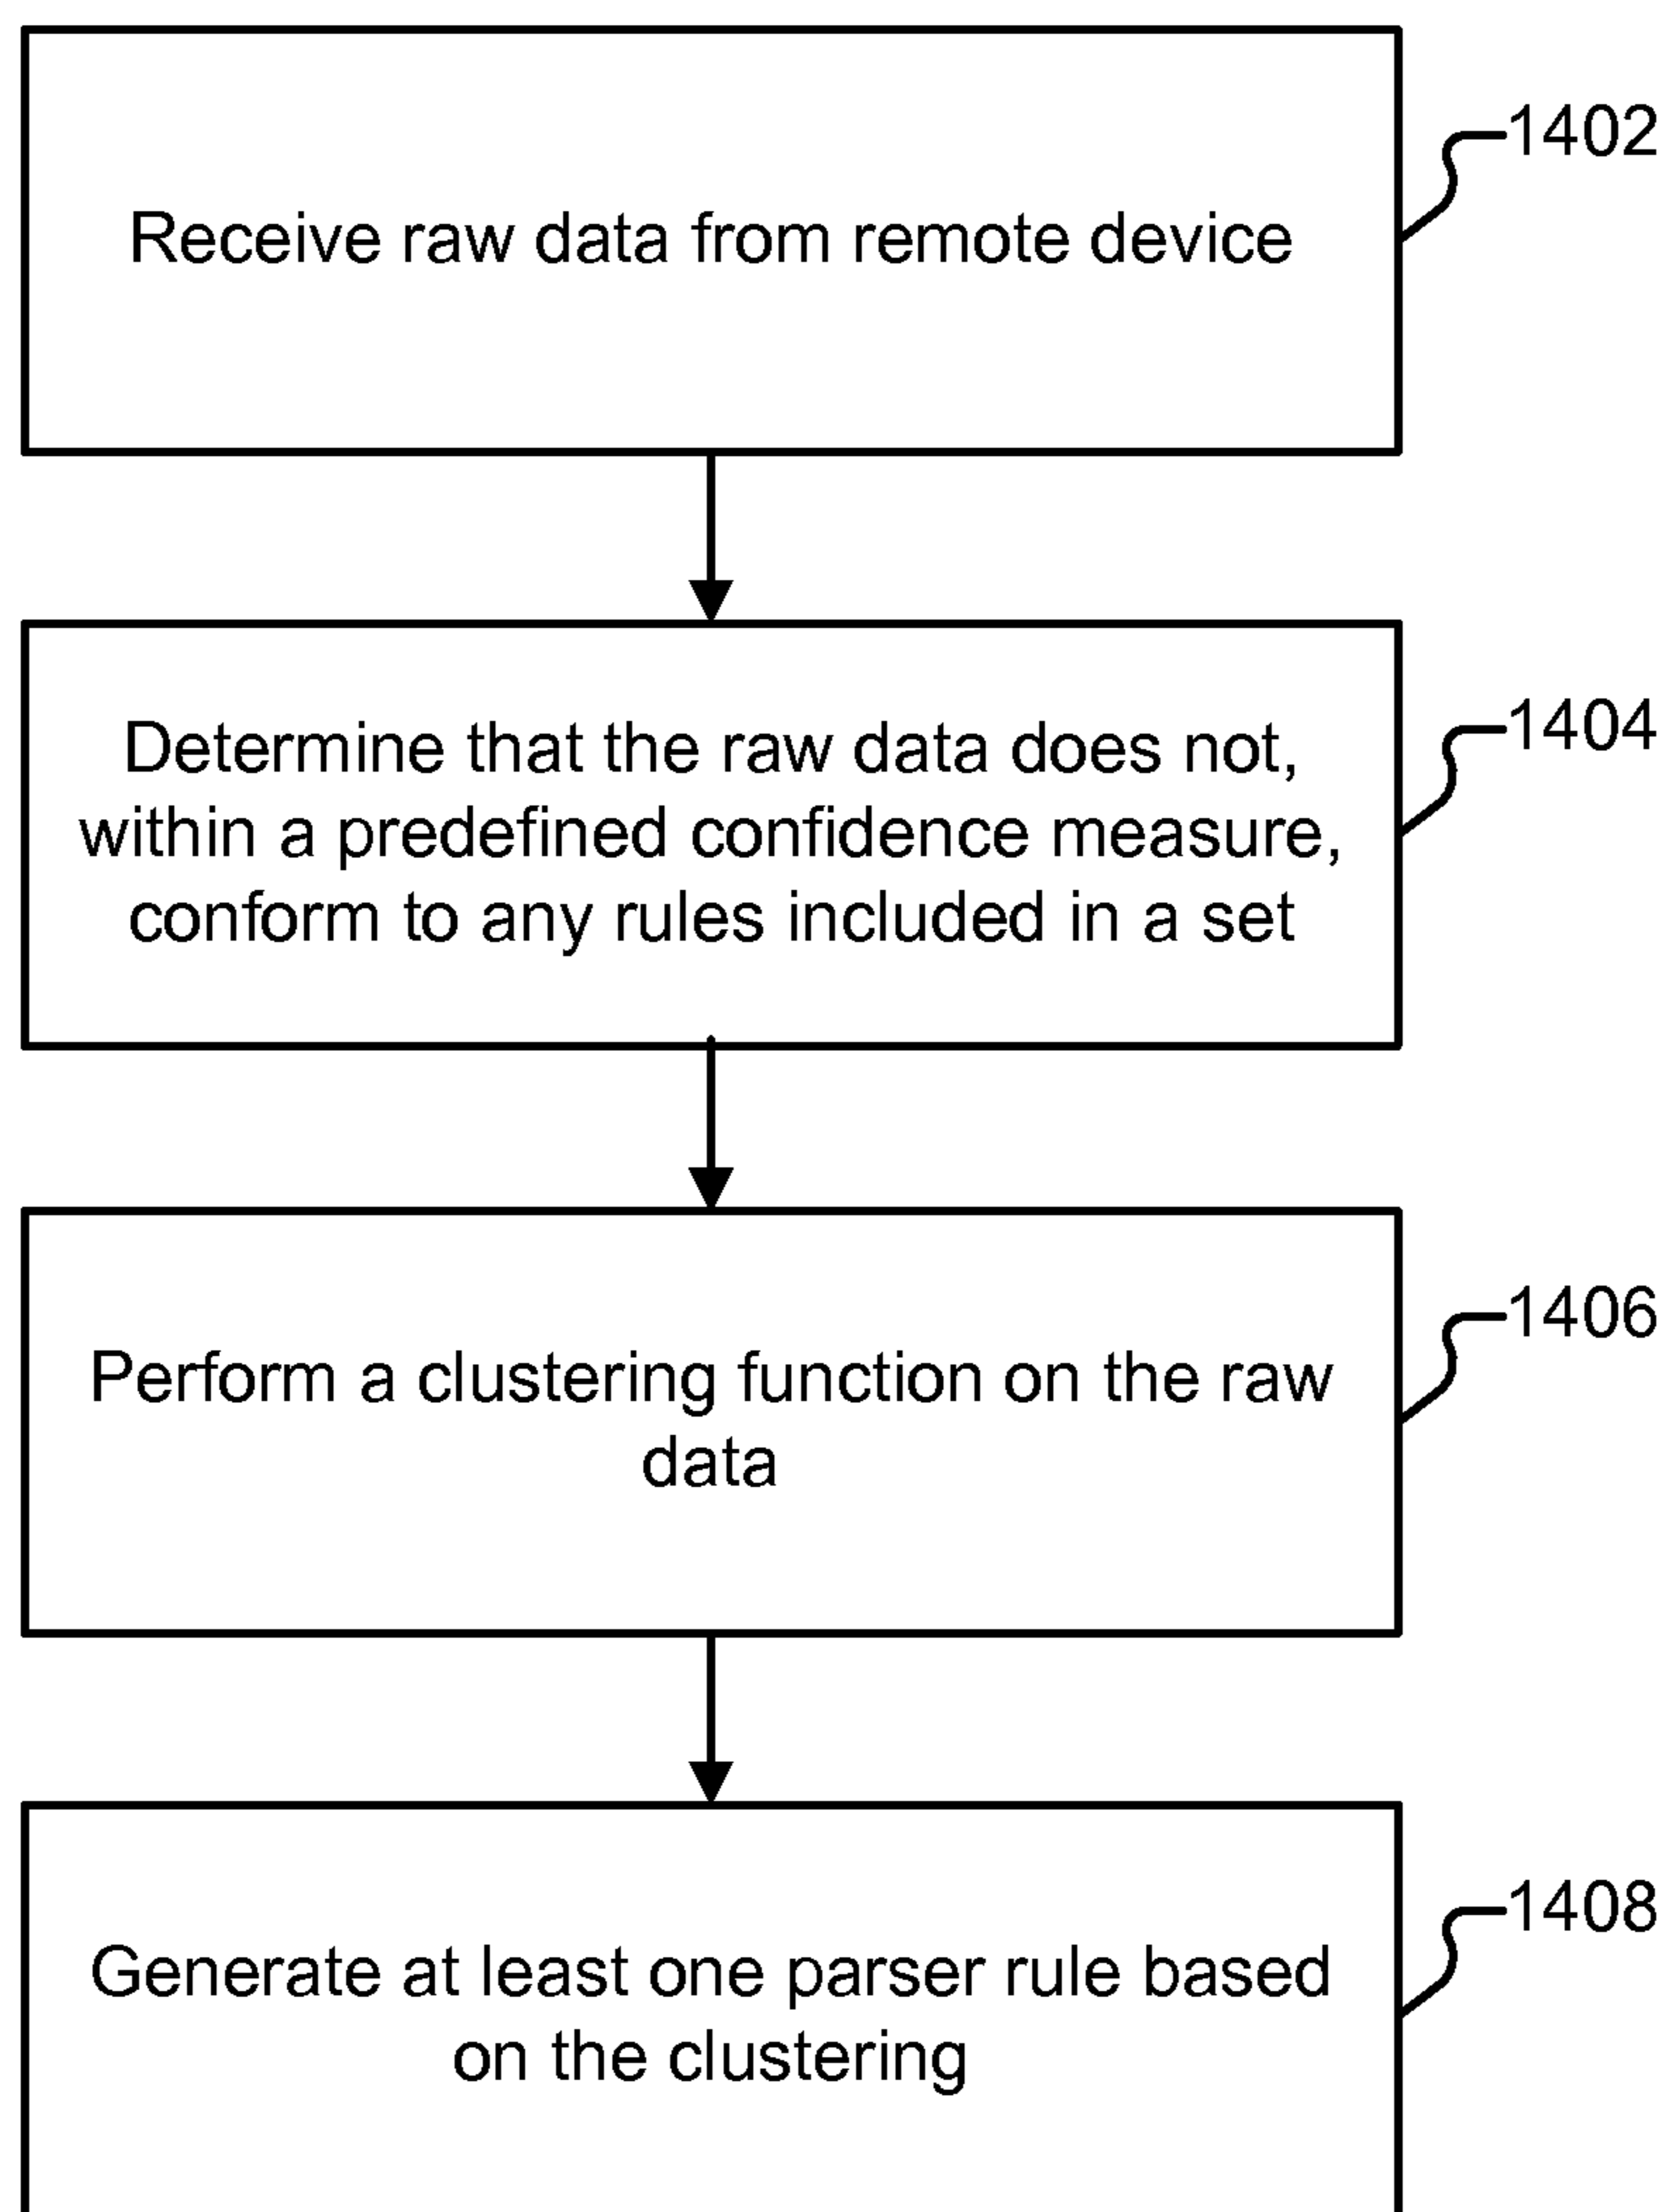 1402
Receive raw data from remote device
1404
Determine that the raw data does not,
within a predefined confidence measure,
conform to any rules included in a set
1406
Perform a clustering function on the raw
data
1408
Generate at least one parser rule based
on the clustering